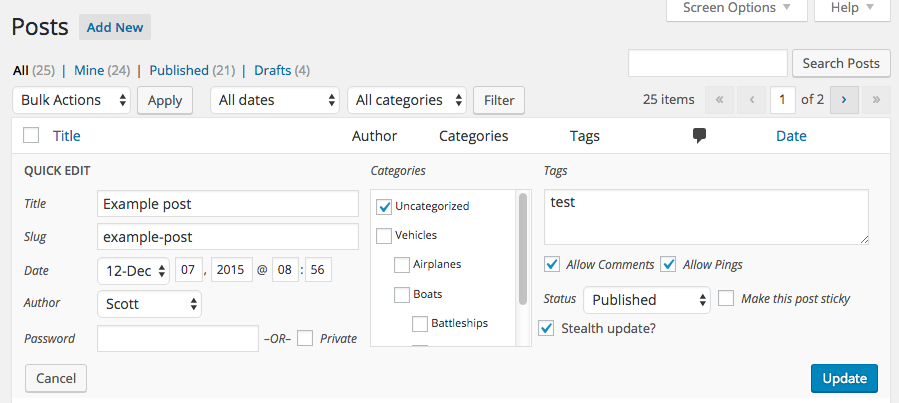 Screen Options Help
Posts Add New
All (25) | Mine (24) | Published (21) | Drafts (4)
Search Posts
Bulk Actions Apply All dates All categories Filter 25 items « ‹ 1 of 2 › »
Title Author Categories Tags Date
QUICK EDIT
Title Example post
Slug example-post
Date 12-Dec 07 , 2015 @ 08 : 56
Author Scott
Password –OR– Private
Categories
Uncategorized
Vehicles
Airplanes
Boats
Battleships
Tags
test
Allow Comments Allow Pings
Status Published Make this post sticky
Stealth update?
Cancel Update